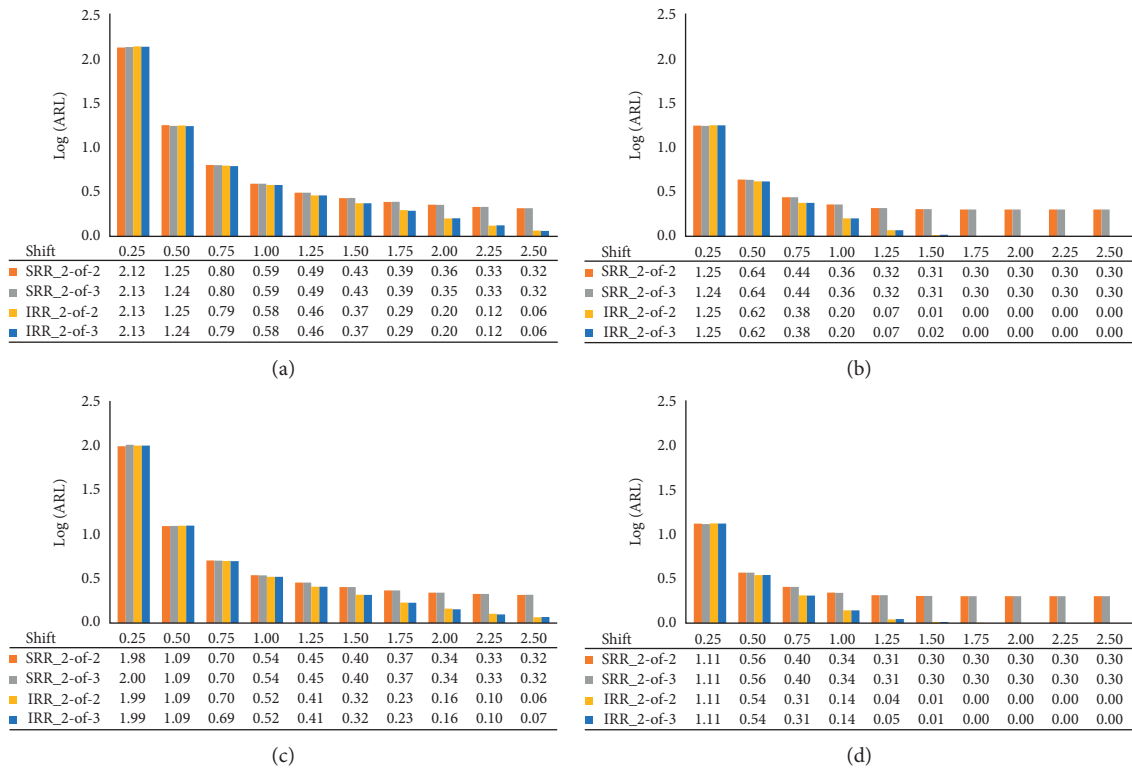 2.5
2.0
1.5
1.0
0.5
0.0
Log (ARL)
Shift 0.25 0.50 0.75 1.00 1.25 1.50 1.75 2.00 2.25 2.50
SRR_2-of-2 2.12 1.25 0.80 0.59 0.49 0.43 0.39 0.36 0.33 0.32
SRR_2-of-3 2.13 1.24 0.80 0.59 0.49 0.43 0.39 0.35 0.33 0.32
IRR_2-of-2 2.13 1.25 0.79 0.58 0.46 0.37 0.29 0.20 0.12 0.06
IRR_2-of-3 2.13 1.24 0.79 0.58 0.46 0.37 0.29 0.20 0.12 0.06
(a)
2.5
2.0
1.5
1.0
0.5
0.0
Log (ARL)
Shift 0.25 0.50 0.75 1.00 1.25 1.50 1.75 2.00 2.25 2.50
SRR_2-of-2 1.25 0.64 0.44 0.36 0.32 0.31 0.30 0.30 0.30 0.30
SRR_2-of-3 1.24 0.64 0.44 0.36 0.32 0.31 0.30 0.30 0.30 0.30
IRR_2-of-2 1.25 0.62 0.38 0.20 0.07 0.01 0.00 0.00 0.00 0.00
IRR_2-of-3 1.25 0.62 0.38 0.20 0.07 0.02 0.00 0.00 0.00 0.00
(b)
2.5
2.0
1.5
1.0
0.5
0.0
Log (ARL)
Shift 0.25 0.50 0.75 1.00 1.25 1.50 1.75 2.00 2.25 2.50
SRR_2-of-2 1.98 1.09 0.70 0.54 0.45 0.40 0.37 0.34 0.33 0.32
SRR_2-of-3 2.00 1.09 0.70 0.54 0.45 0.40 0.37 0.34 0.33 0.32
IRR_2-of-2 1.99 1.09 0.70 0.52 0.41 0.32 0.23 0.16 0.10 0.06
IRR_2-of-3 1.99 1.09 0.69 0.52 0.41 0.32 0.23 0.16 0.10 0.07
(c)
2.5
2.0
1.5
1.0
0.5
0.0
Log (ARL)
Shift 0.25 0.50 0.75 1.00 1.25 1.50 1.75 2.00 2.25 2.50
SRR_2-of-2 1.11 0.56 0.40 0.34 0.31 0.30 0.30 0.30 0.30 0.30
SRR_2-of-3 1.11 0.56 0.40 0.34 0.31 0.30 0.30 0.30 0.30 0.30
IRR_2-of-2 1.11 0.54 0.31 0.14 0.04 0.01 0.00 0.00 0.00 0.00
IRR_2-of-3 1.11 0.54 0.31 0.14 0.05 0.01 0.00 0.00 0.00 0.00
(d)